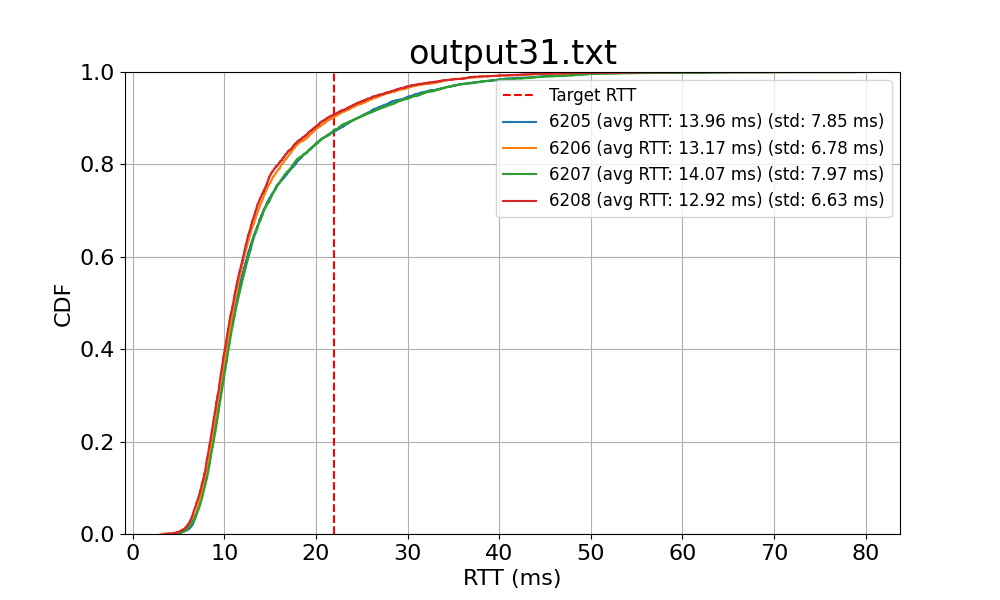 output31.txt
1.0
0.8
0.6
0.4
0.2
0.0
CDF
Target RTT
6205 (avg RTT: 13.96 ms) (std: 7.85 ms)
6206 (avg RTT: 13.17 ms) (std: 6.78 ms)
6207 (avg RTT: 14.07 ms) (std: 7.97 ms)
6208 (avg RTT: 12.92 ms) (std: 6.63 ms)
0 10 20 30 40 50 60 70 80
RTT (ms)